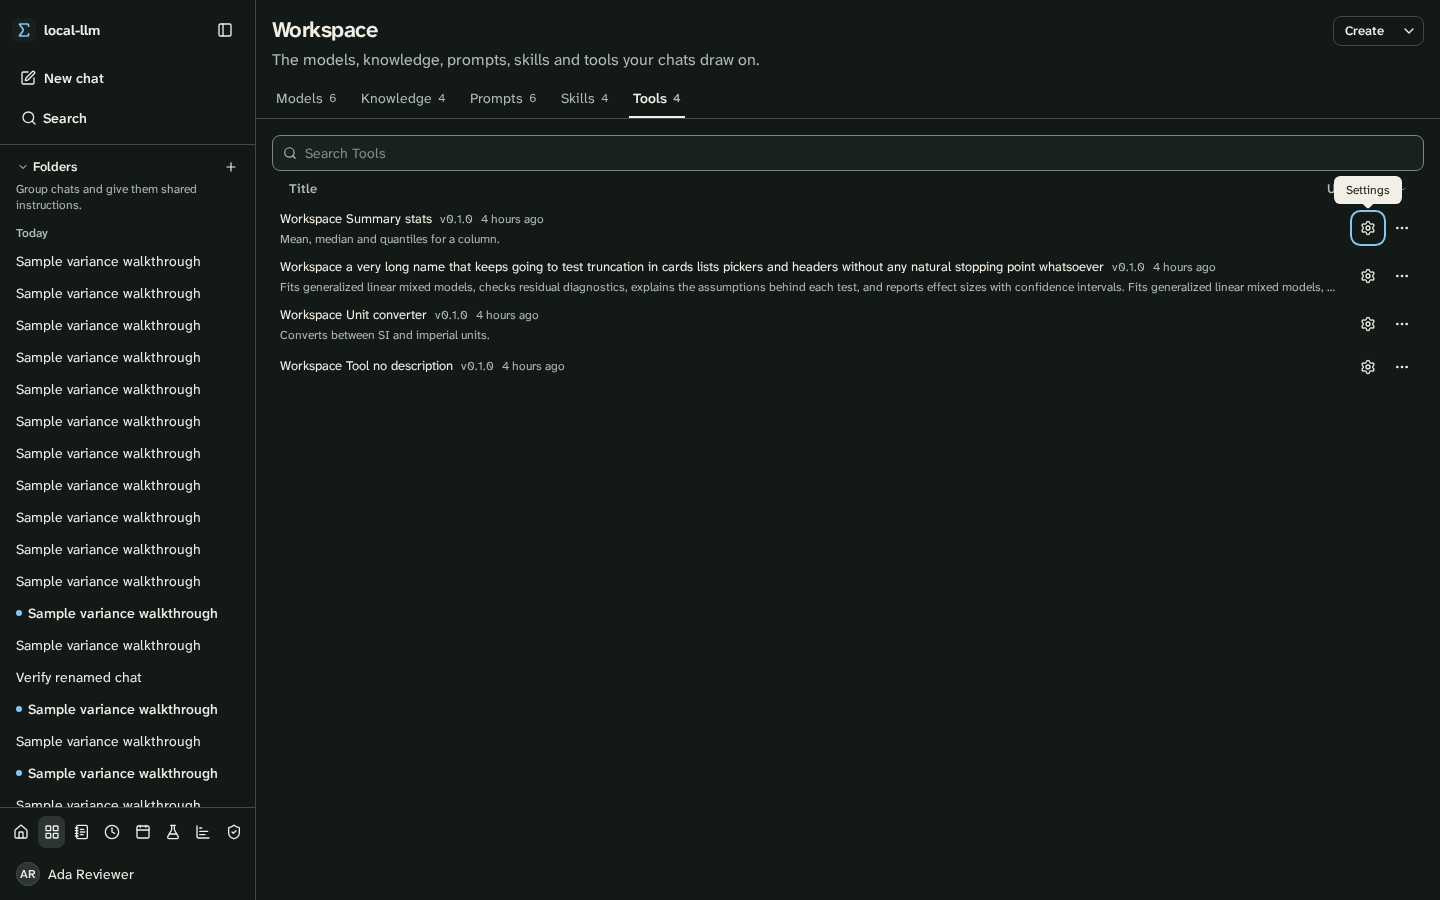 local-llm
New chat
Search
Folders
Group chats and give them shared
instructions.
Today
Sample variance walkthrough
Sample variance walkthrough
Sample variance walkthrough
Sample variance walkthrough
Sample variance walkthrough
Sample variance walkthrough
Sample variance walkthrough
Sample variance walkthrough
Sample variance walkthrough
Sample variance walkthrough
Sample variance walkthrough
Sample variance walkthrough
Sample variance walkthrough
Verify renamed chat
Sample variance walkthrough
Sample variance walkthrough
Sample variance walkthrough
Sample variance walkthrough
AR Ada Reviewer
Workspace
Create
The models, knowledge, prompts, skills and tools your chats draw on.
Models 6 Knowledge 4 Prompts 6 Skills 4 Tools 4
Search Tools
Title
Settings
Workspace Summary stats v0.1.0 4 hours ago
Mean, median and quantiles for a column.
Workspace a very long name that keeps going to test truncation in cards lists pickers and headers without any natural stopping point whatsoever v0.1.0 4 hours ago
Fits generalized linear mixed models, checks residual diagnostics, explains the assumptions behind each test, and reports effect sizes with confidence intervals. Fits generalized linear mixed models, ...
Workspace Unit converter v0.1.0 4 hours ago
Converts between SI and imperial units.
Workspace Tool no description v0.1.0 4 hours ago